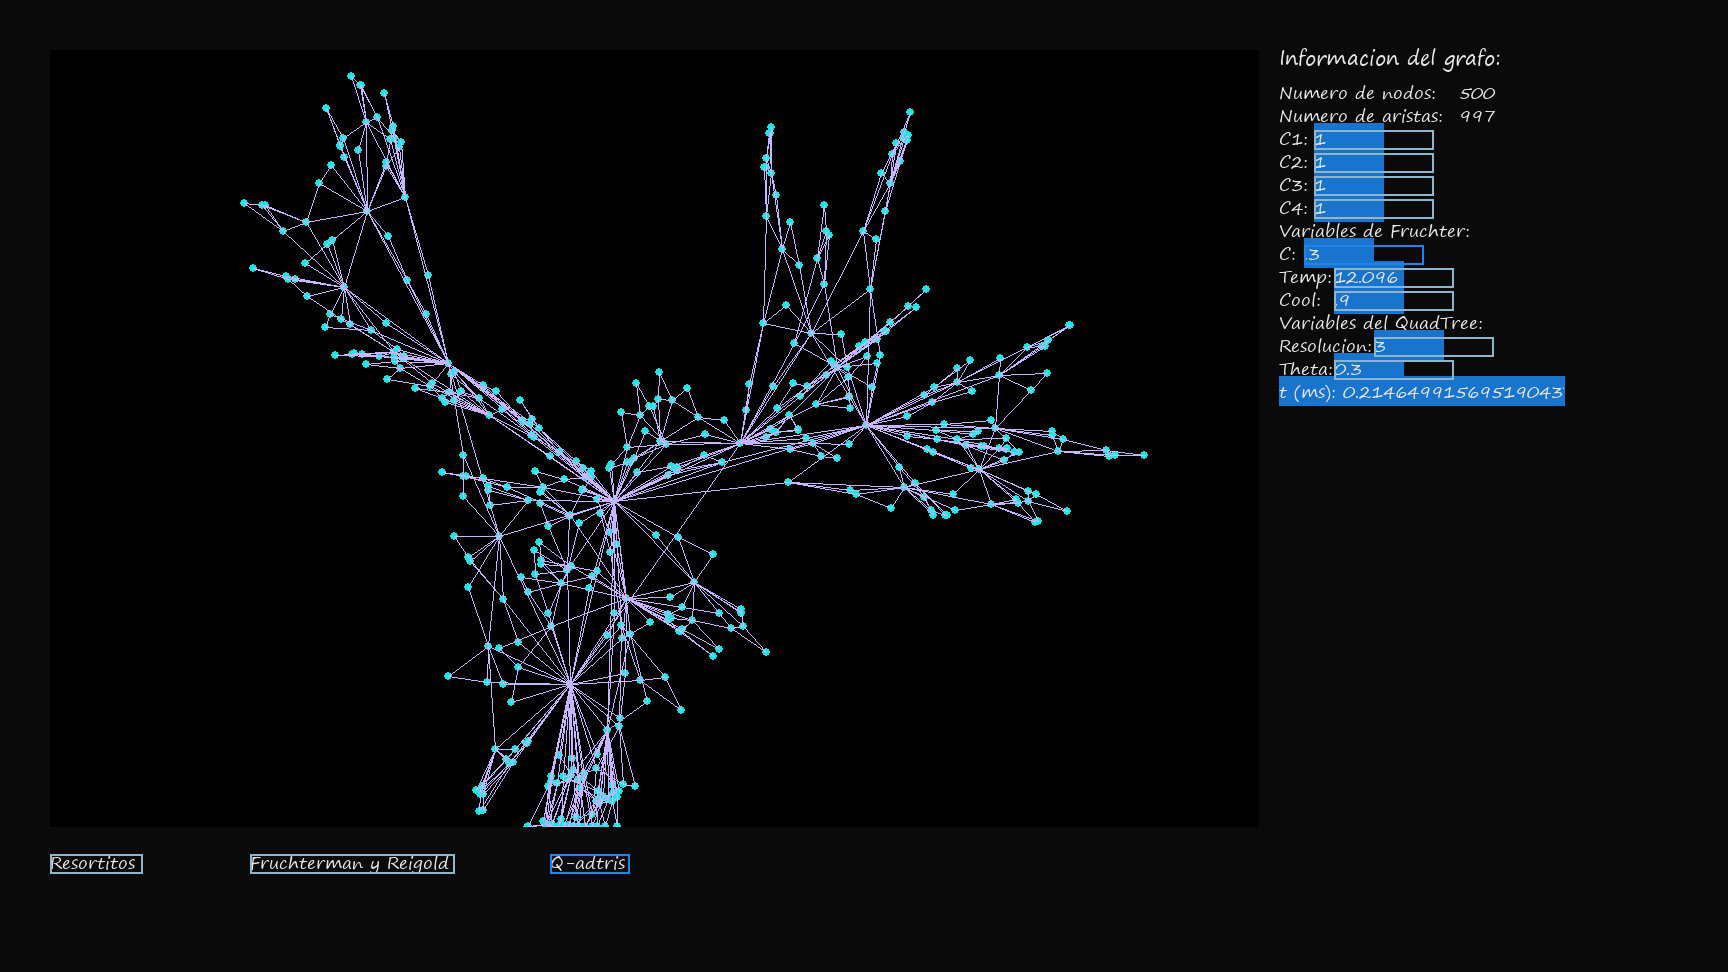 Informacion del grafo:
Numero de nodos: 500
Numero de aristas: 997
C1: 1
C2: 1
C3: 1
C4: 1
Variables de Fruchter:
C: .3
Temp: 12.096
Cool: .9
Variables del QuadTree:
Resolucion: 3
Theta: 0.3
t (ms): 0.21464991569519043
Resortitos
Fruchterman y Reigold
Q-adtris